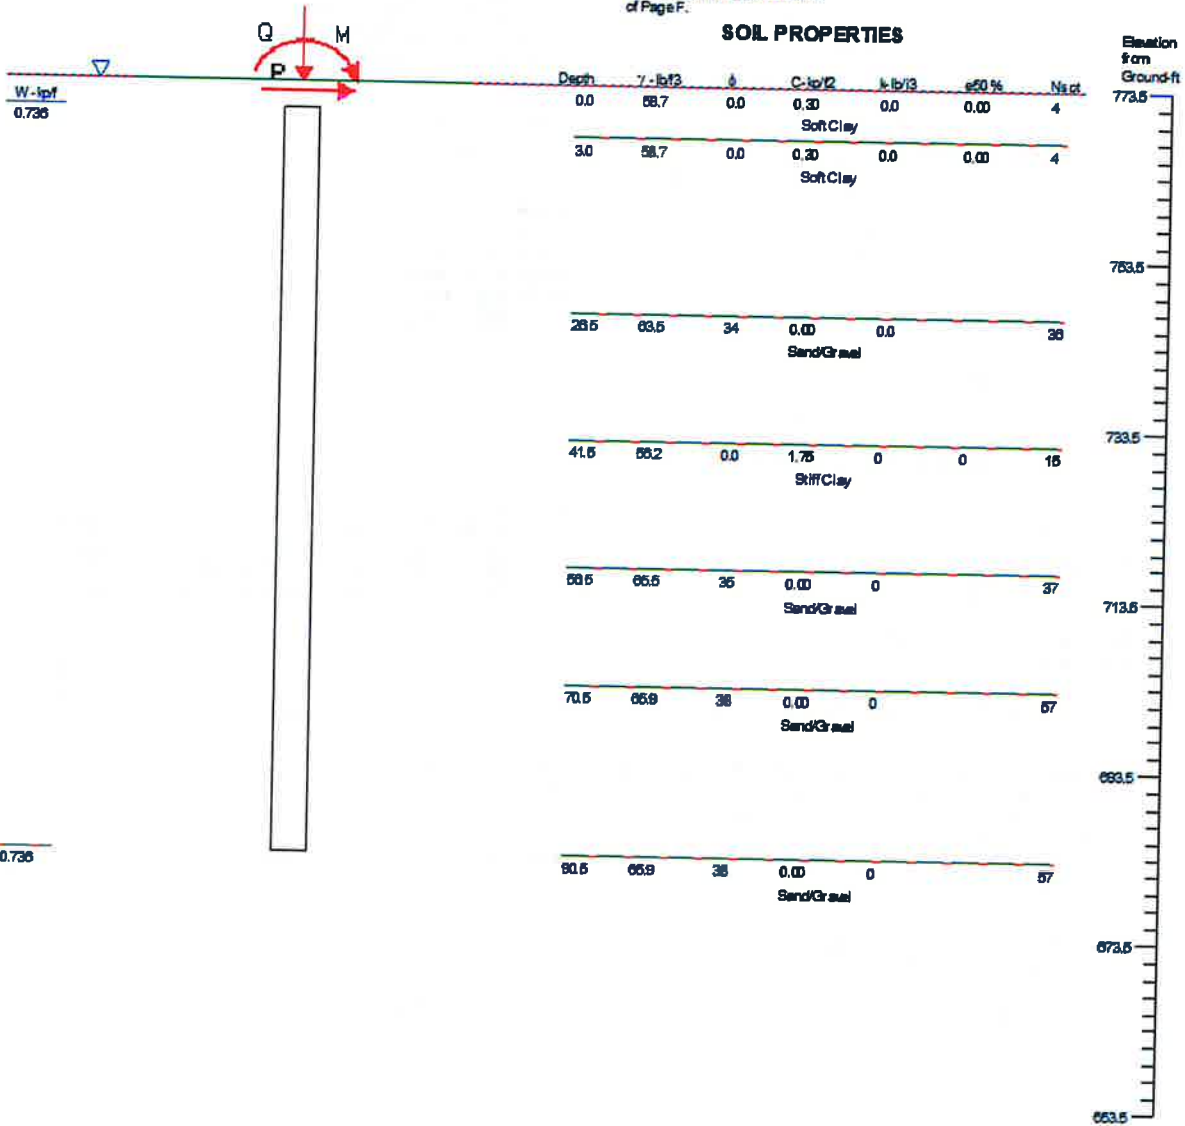 of Page F.
SOIL PROPERTIES
Elevation
from
Ground-ft
Q M
P
W - kp/f
0.736
Depth γ - lb/f3 ϕ C - kp/f2 k - lb/i3 e50 % Nspt
0.0 58.7 0.0 0.30 0.0 0.00 4
Soft Clay
3.0 58.7 0.0 0.30 0.0 0.00 4
Soft Clay
26.5 63.5 34 0.00 0.0 36
Sand/Gravel
41.5 55.2 0.0 1.75 0 0 15
Stiff Clay
56.5 65.5 35 0.00 0 37
Sand/Gravel
70.5 65.9 36 0.00 0 57
Sand/Gravel
0.736
90.5 65.9 36 0.00 0 57
Sand/Gravel
773.5
753.5
733.5
713.5
693.5
673.5
653.5